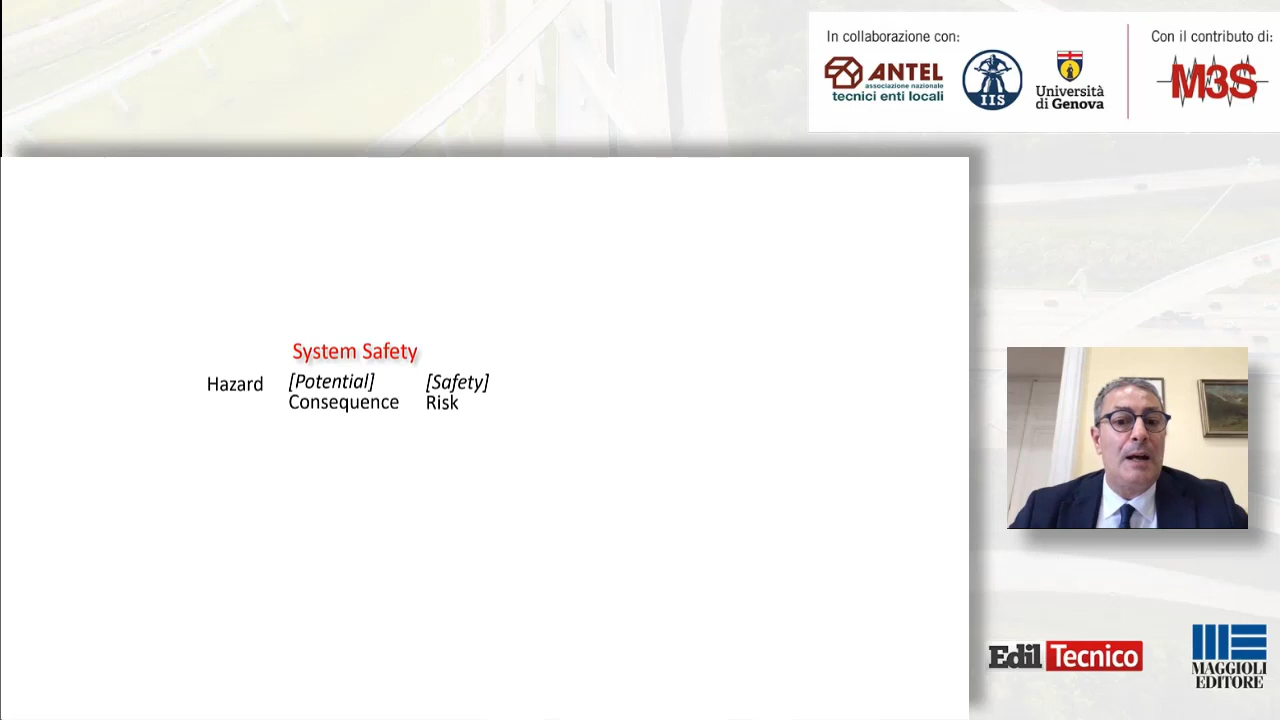 In collaborazione con:
Con il contributo di:
ANTEL
associazione nazionale
tecnici enti locali
IIS
Università
di Genova
M3S
System Safety
Hazard
[Potential]
Consequence
[Safety]
Risk
Edil Tecnico
MAGGIOLI
EDITORE